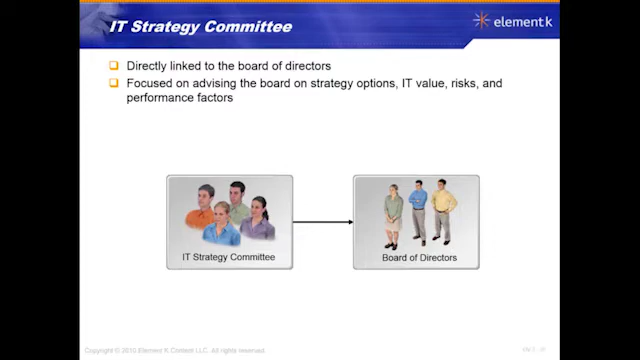 IT Strategy Committee
element k
Directly linked to the board of directors
Focused on advising the board on strategy options, IT value, risks, and
performance factors
IT Strategy Committee
Board of Directors
Copyright © 2010 Element K Content LLC. All rights reserved.